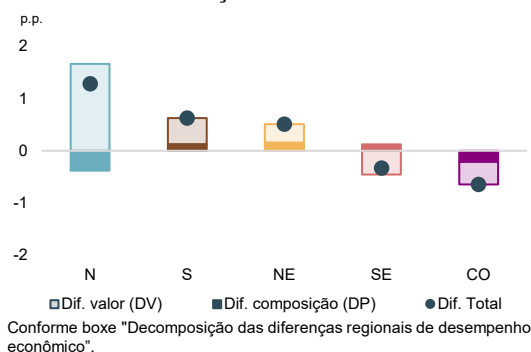 p.p.
2
1
0
-1
-2
N S NE SE CO
Dif. valor (DV) Dif. composição (DP) Dif. Total
Conforme boxe "Decomposição das diferenças regionais de desempenho
econômico”.